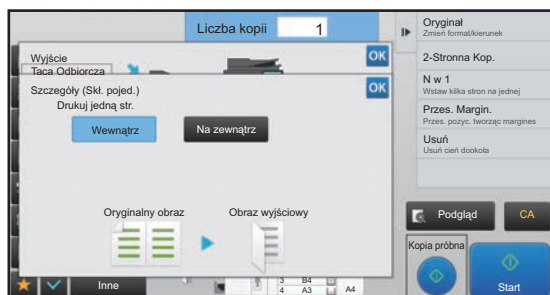 Liczba kopii 1
Wyjście
Taca Odbiorcza
OK
Szczegóły (Skł. pojed.)
OK
Drukuj jedną str.
Wewnątrz
Na zewnątrz
Oryginalny obraz
Obraz wyjściowy
Inne
3 B4
4 A3
A4
Oryginał
Zmień format/kierunek
2-Stronna Kop.
N w 1
Wstaw kilka stron na jednej
Przes. Margin.
Przes. pozyc. tworząc margines
Usuń
Usuń cień dookoła
Podgląd
CA
Kopia próbna
Start